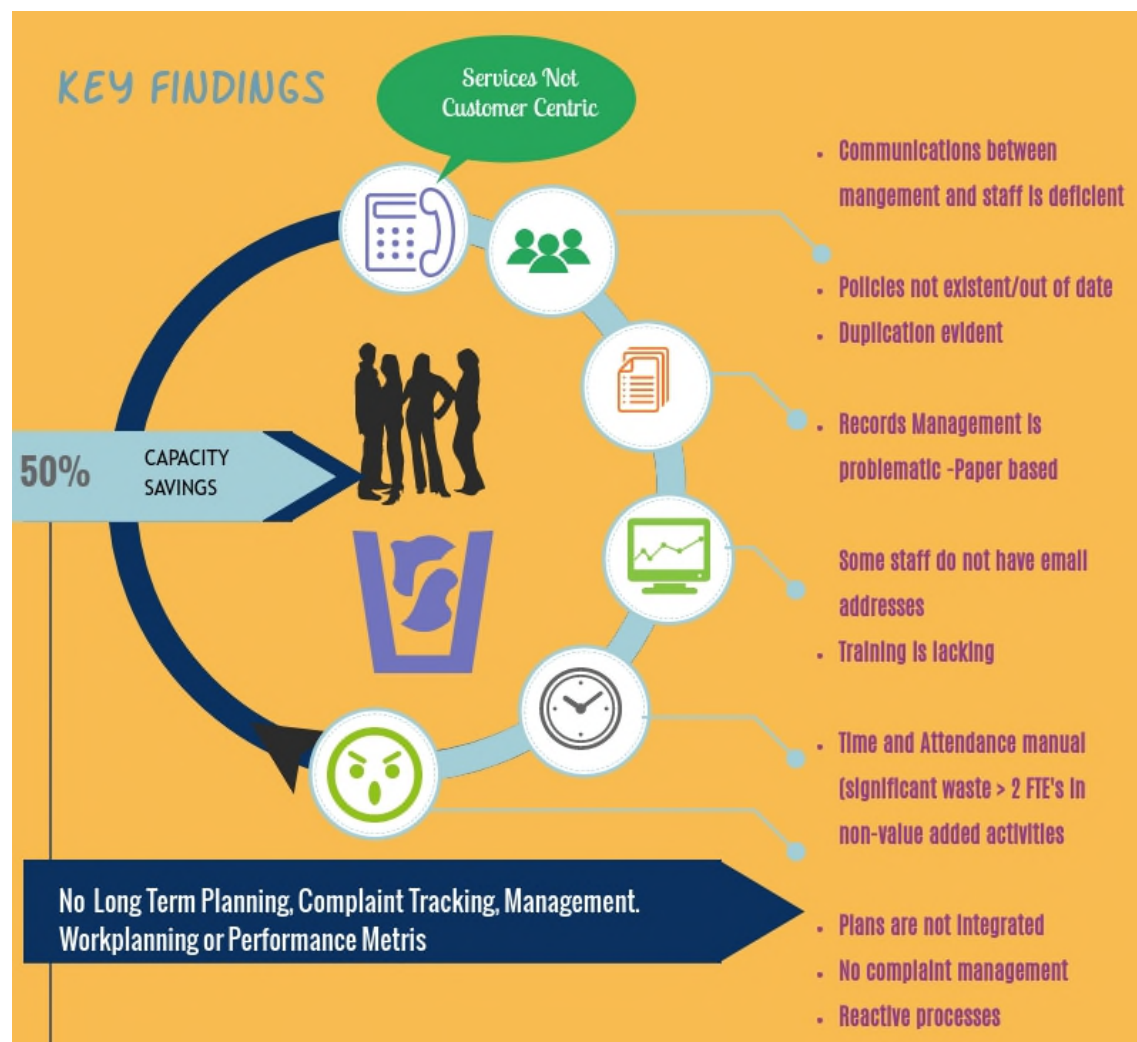 KEY FINDINGS
Services Not
Customer Centric
• Communications between
mangement and staff is deficient
• Policies not existent/out of date
• Duplication evident
• Records Management is
problematic -Paper based
Some staff do not have email
addresses
• Training is lacking
• Time and Attendance manual
(significant waste > 2 FTE's in
non-value added activities
• Plans are not Integrated
• No complaint management
• Reactive processes
50%
CAPACITY
SAVINGS
No Long Term Planning, Complaint Tracking, Management.
Workplanning or Performance Metris